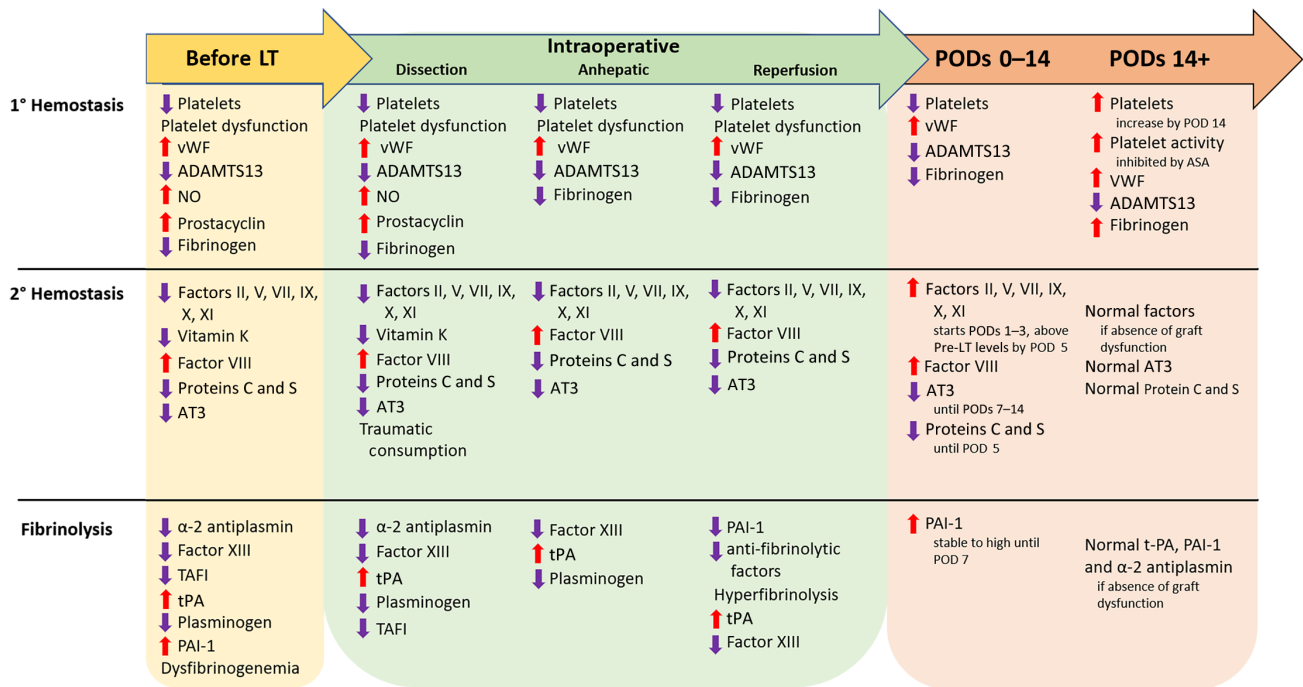 Before LT
Intraoperative
Dissection
Anhepatic
Reperfusion
PODs 0–14
PODs 14+
1° Hemostasis
Platelets
Platelet dysfunction
vWF
ADAMTS13
NO
Prostacyclin
Fibrinogen
Platelets
Platelet dysfunction
vWF
ADAMTS13
NO
Prostacyclin
Fibrinogen
Platelets
Platelet dysfunction
vWF
ADAMTS13
Fibrinogen
Platelets
Platelet dysfunction
vWF
ADAMTS13
Fibrinogen
Platelets
vWF
ADAMTS13
Fibrinogen
Platelets
increase by POD 14
Platelet activity
inhibited by ASA
VWF
ADAMTS13
Fibrinogen
2° Hemostasis
Factors II, V, VII, IX,
X, XI
Vitamin K
Factor VIII
Proteins C and S
AT3
Factors II, V, VII, IX,
X, XI
Vitamin K
Factor VIII
Proteins C and S
AT3
Traumatic
consumption
Factors II, V, VII, IX,
X, XI
Factor VIII
Proteins C and S
AT3
Factors II, V, VII, IX,
X, XI
Factor VIII
Proteins C and S
AT3
Factors II, V, VII, IX,
X, XI
starts PODs 1–3, above
Pre-LT levels by POD 5
Factor VIII
AT3
until PODs 7–14
Proteins C and S
until POD 5
Normal factors
if absence of graft
dysfunction
Normal AT3
Normal Protein C and S
Fibrinolysis
α-2 antiplasmin
Factor XIII
TAFI
tPA
Plasminogen
PAI-1
Dysfibrinogenemia
α-2 antiplasmin
Factor XIII
tPA
Plasminogen
TAFI
Factor XIII
tPA
Plasminogen
PAI-1
anti-fibrinolytic
factors
Hyperfibrinolysis
tPA
Factor XIII
PAI-1
stable to high until
POD 7
Normal t-PA, PAI-1
and α-2 antiplasmin
if absence of graft
dysfunction